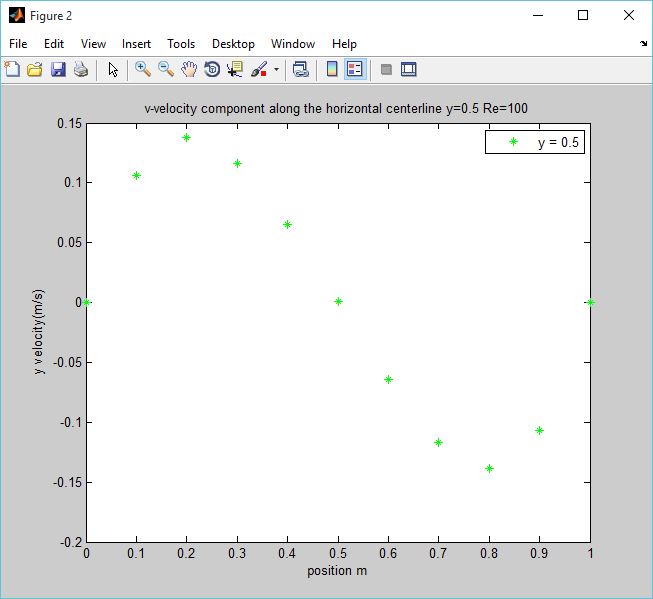 Figure 2
File Edit View Insert Tools Desktop Window Help
v-velocity component along the horizontal centerline y=0.5 Re=100
y = 0.5
0.15
0.1
0.05
0
-0.05
-0.1
-0.15
-0.2
y velocity(m/s)
0 0.1 0.2 0.3 0.4 0.5 0.6 0.7 0.8 0.9 1
position m